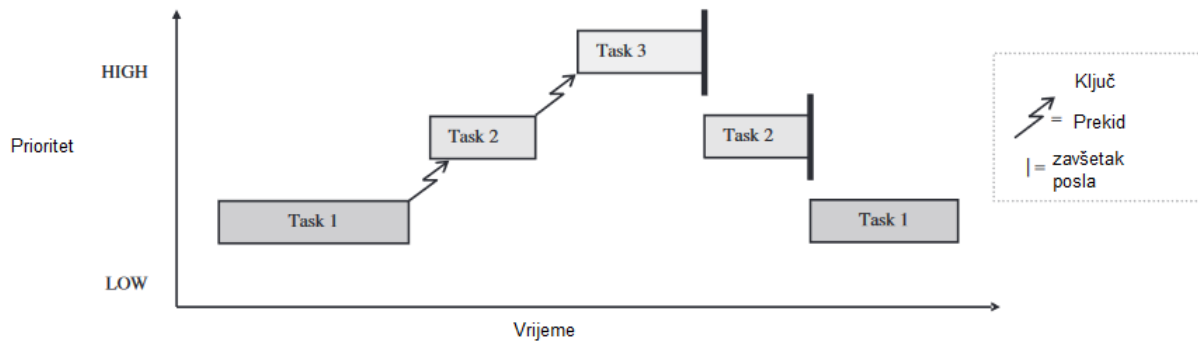 HIGH
Prioritet
LOW
Task 1
Task 2
Task 3
Task 2
Task 1
Vrijeme
Ključ
= Prekid
|= zavšetak
posla